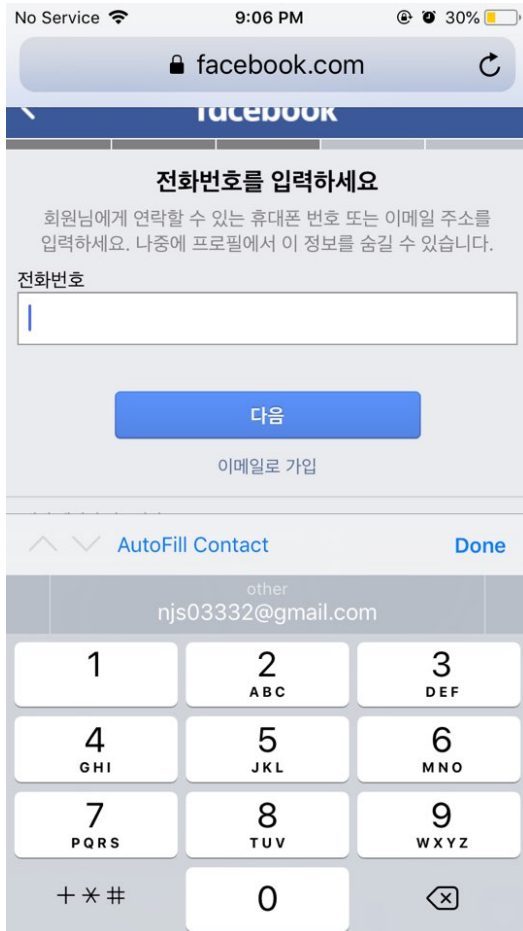 No Service 9:06 PM 30%
facebook.com
facebook
전화번호를 입력하세요
회원님에게 연락할 수 있는 휴대폰 번호 또는 이메일 주소를
입력하세요. 나중에 프로필에서 이 정보를 숨길 수 있습니다.
전화번호
다음
이메일로 가입
AutoFill Contact Done
other
njs03332@gmail.com
1 2 3
ABC DEF
4 5 6
GHI JKL MNO
7 8 9
PQRS TUV WXYZ
+*# 0